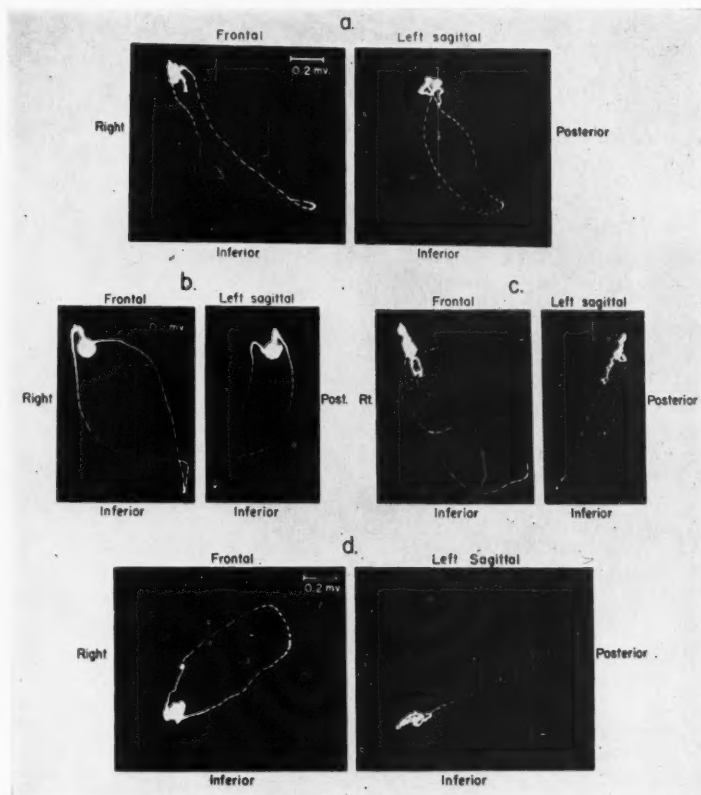 a.
Frontal Left sagittal
0.2 mv.
Right Posterior
Inferior Inferior
b. c.
Frontal Left sagittal Frontal Left sagittal
mv.
Right Post. Rt. Posterior
Inferior Inferior Inferior Inferior
d.
Frontal Left Sagittal
0.2 mv
Right Posterior
Inferior Inferior